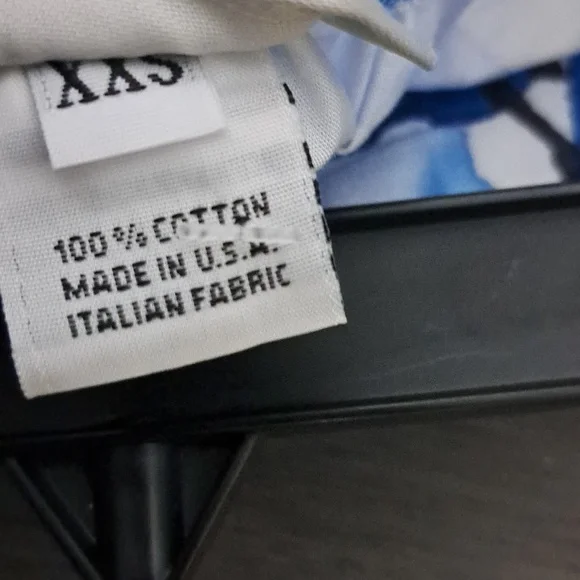 XXS
100% COTTON
MADE IN U.S.A.
ITALIAN FABRIC